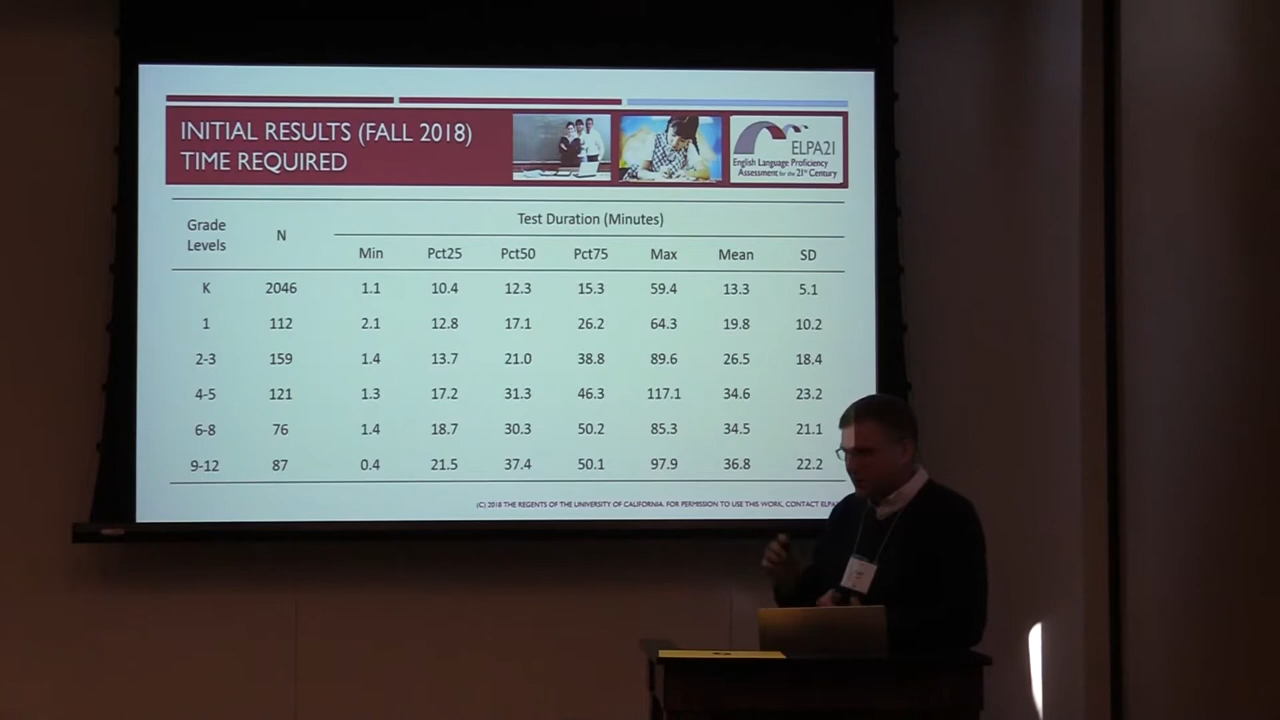 INITIAL RESULTS (FALL 2018)
TIME REQUIRED
ELPA21
English Language Proficiency
Assessment for the 21st Century
Grade Levels N Test Duration (Minutes)
Min Pct25 Pct50 Pct75 Max Mean SD
K 2046 1.1 10.4 12.3 15.3 59.4 13.3 5.1
1 112 2.1 12.8 17.1 26.2 64.3 19.8 10.2
2-3 159 1.4 13.7 21.0 38.8 89.6 26.5 18.4
4-5 121 1.3 17.2 31.3 46.3 117.1 34.6 23.2
6-8 76 1.4 18.7 30.3 50.2 85.3 34.5 21.1
9-12 87 0.4 21.5 37.4 50.1 97.9 36.8 22.2
(C) 2018 THE REGENTS OF THE UNIVERSITY OF CALIFORNIA. FOR PERMISSION TO USE THIS WORK, CONTACT